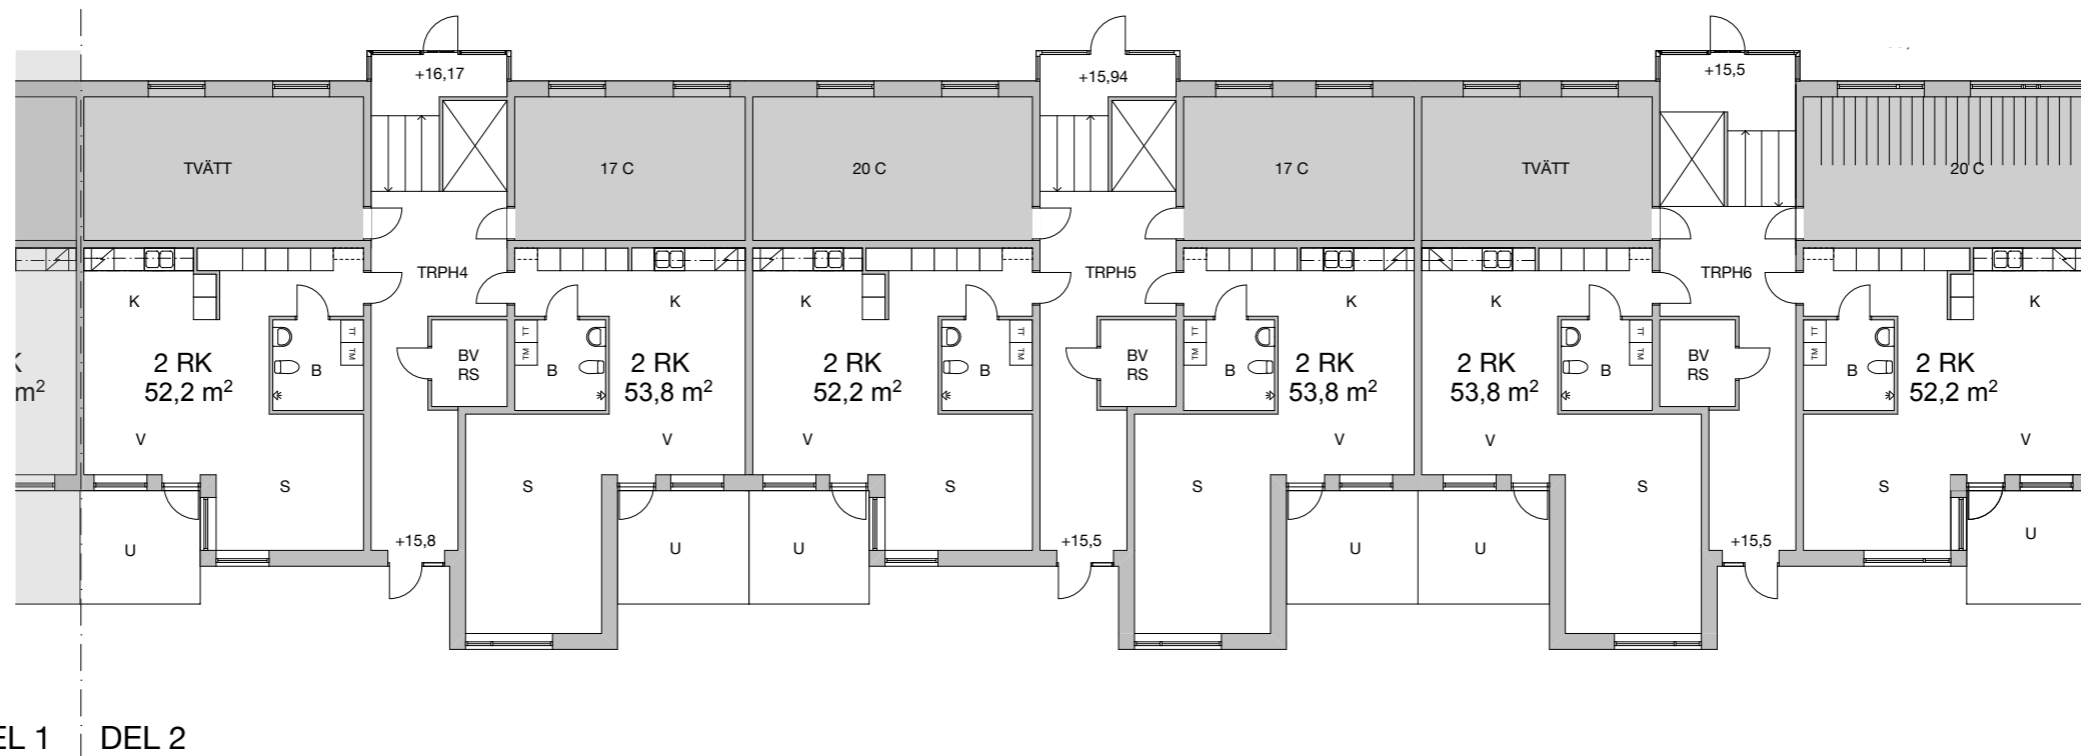 +16,17
+15,94
+15,5
TVÄTT
17 C
20 C
17 C
TVÄTT
20 C
TRPH4
TRPH5
TRPH6
K
K
K
K
K
K
TT
TM
TT
TM
TT
TM
TT
TM
TT
TM
TT
TM
BV
RS
BV
RS
BV
RS
B
B
B
B
B
B
K
m²
2 RK
52,2 m²
2 RK
53,8 m²
2 RK
52,2 m²
2 RK
53,8 m²
2 RK
53,8 m²
2 RK
52,2 m²
V
V
V
V
V
V
S
S
S
S
S
S
+15,8
+15,5
+15,5
U
U
U
U
U
U
EL 1
DEL 2